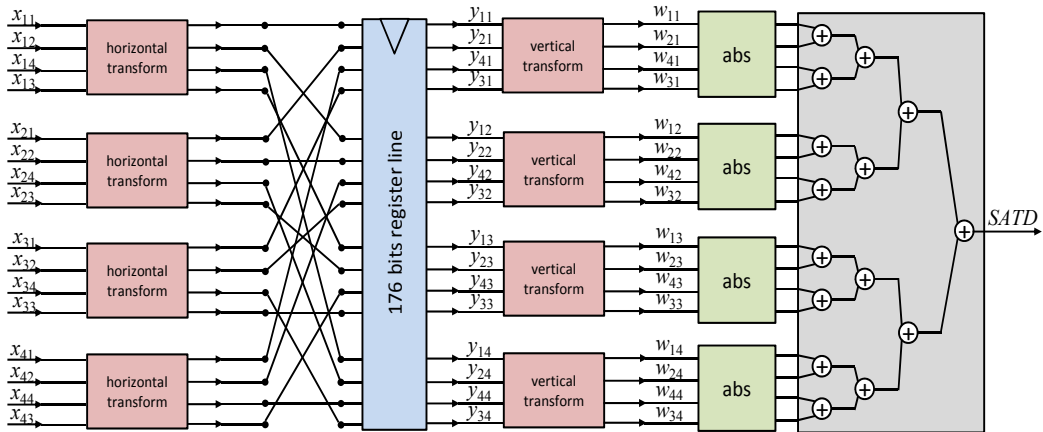 x11 y11 w11
x12 horizontal transform y21 vertical transform w21 abs
x14 y41 w41
x13 y31 w31
x21 y12 w12
x22 horizontal transform y22 vertical transform w22 abs
x24 y42 w42
x23 y32 w32
176 bits register line
SATD
x31 y13 w13
x32 horizontal transform y23 vertical transform w23 abs
x34 y43 w43
x33 y33 w33
x41 y14 w14
x42 horizontal transform y24 vertical transform w24 abs
x44 y44 w44
x43 y34 w34